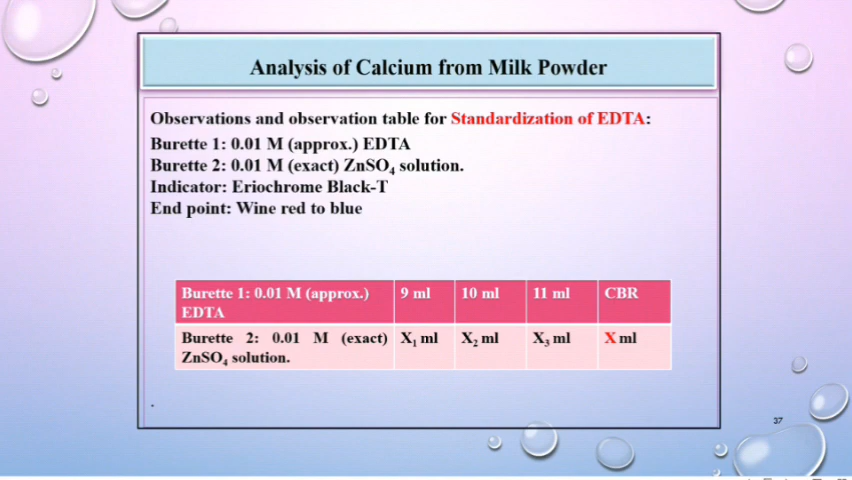 Analysis of Calcium from Milk Powder
Observations and observation table for Standardization of EDTA:
Burette 1: 0.01 M (approx.) EDTA
Burette 2: 0.01 M (exact) ZnSO₄ solution.
Indicator: Eriochrome Black-T
End point: Wine red to blue
Burette 1: 0.01 M (approx.) 9 ml 10 ml 11 ml CBR
EDTA
Burette 2: 0.01 M (exact) X₁ ml X₂ ml X₃ ml X ml
ZnSO₄ solution.
.
37